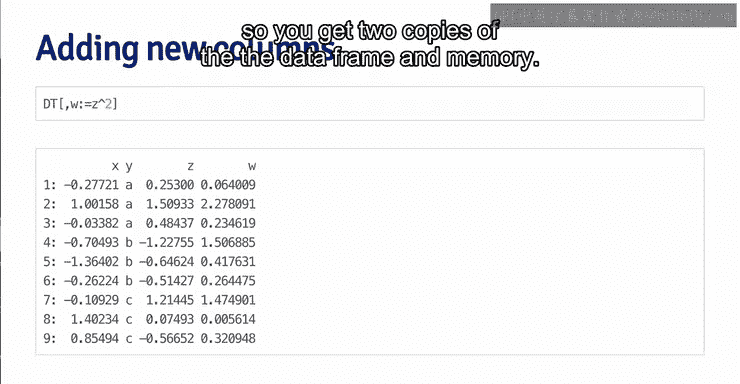 so you get two copies of
Adding new columns
the the data frame and memory.
DT[,w:=z^2]
x y z w
1: -0.27721 a 0.25300 0.064009
2: 1.00158 a 1.50933 2.278091
3: -0.03382 a 0.48437 0.234619
4: -0.70493 b -1.22755 1.506885
5: -1.36402 b -0.64624 0.417631
6: -0.26224 b -0.51427 0.264475
7: -0.10929 c 1.21445 1.474901
8: 1.40234 c 0.07493 0.005614
9: 0.85494 c -0.56652 0.320948